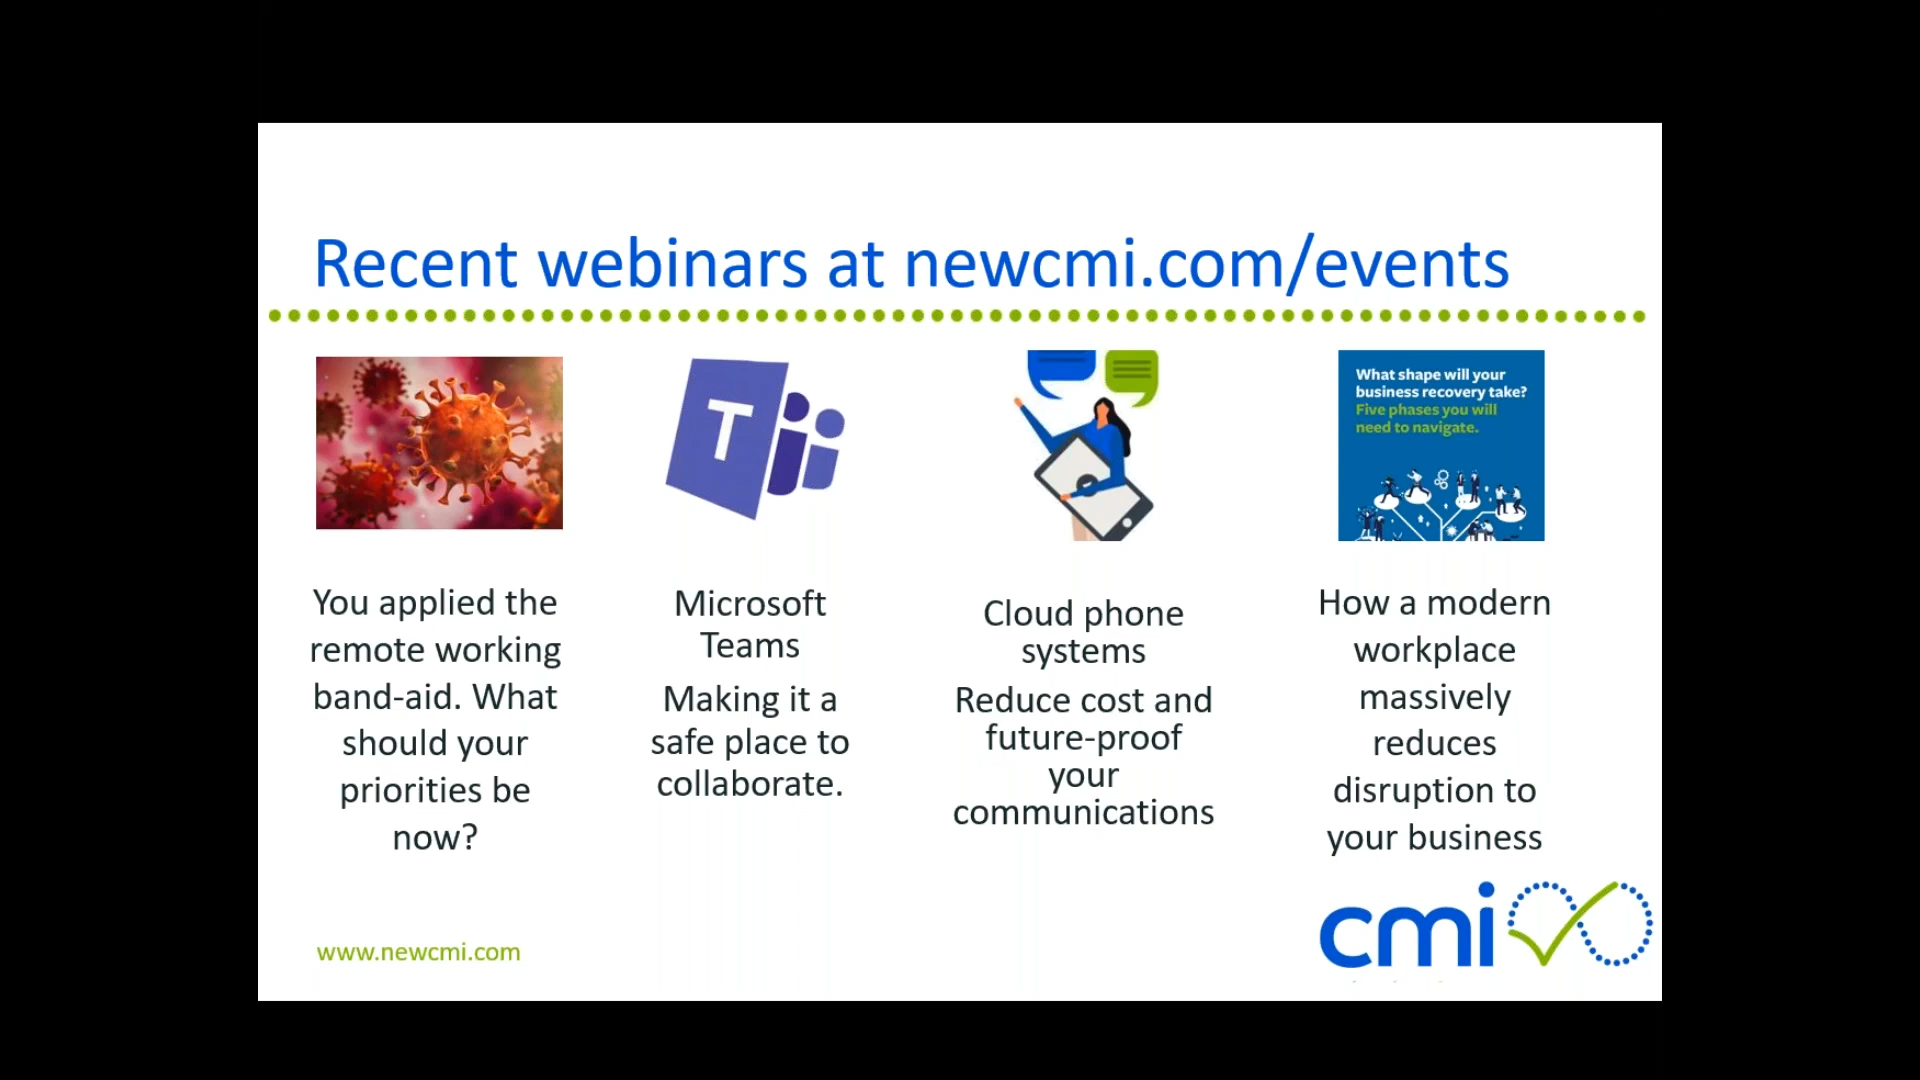 Recent webinars at newcmi.com/events
What shape will your
business recovery take?
Five phases you will
need to navigate.
T
You applied the
remote working
band-aid. What
should your
priorities be
now?
Microsoft
Teams
Making it a
safe place to
collaborate.
Cloud phone
systems
Reduce cost and
future-proof
your
communications
How a modern
workplace
massively
reduces
disruption to
your business
www.newcmi.com
cmi